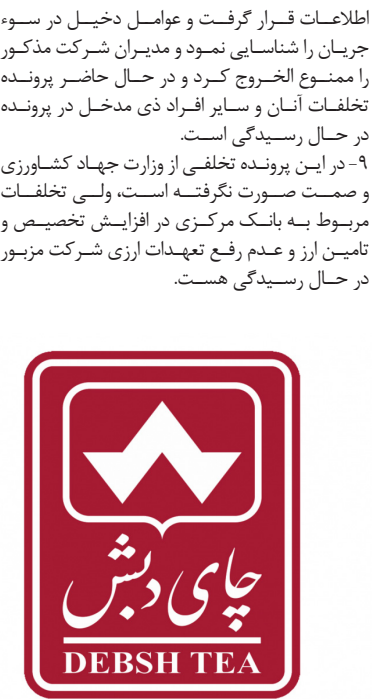 اطلاعات قرار گرفت و عوامل دخیل در سوء
جریان را شناسایی نمود و مدیران شرکت مذکور
را ممنوع الخروج کرد و در حال حاضر پرونده
تخلفات آنان و سایر افراد ذی مدخل در پرونده
در حال رسیدگی است.
۹- در این پرونده تخلفی از وزارت جهاد کشاورزی
و صمت صورت نگرفته است، ولی تخلفات
مربوط به بانک مرکزی در افزایش تخصیص و
تامین ارز و عدم رفع تعهدات ارزی شرکت مزبور
در حال رسیدگی هست.
چای دبش
DEBSH TEA